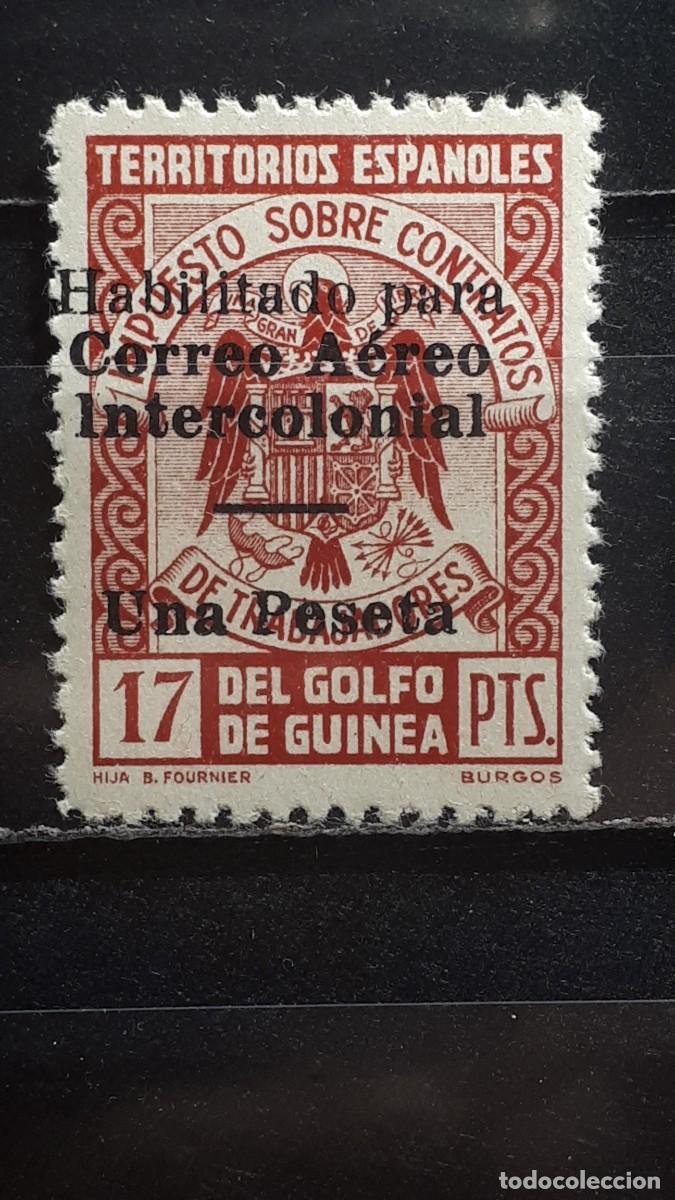 TERRITORIOS ESPAÑOLES
IMPUESTO SOBRE CONTRATOS
GRAN
Habilitado para
Correo Aéreo
Intercolonial
DE TRABAJADORES
Una Peseta
17 DEL GOLFO PTS.
DE GUINEA
HIJA B. FOURNIER BURGOS
todocoleccion